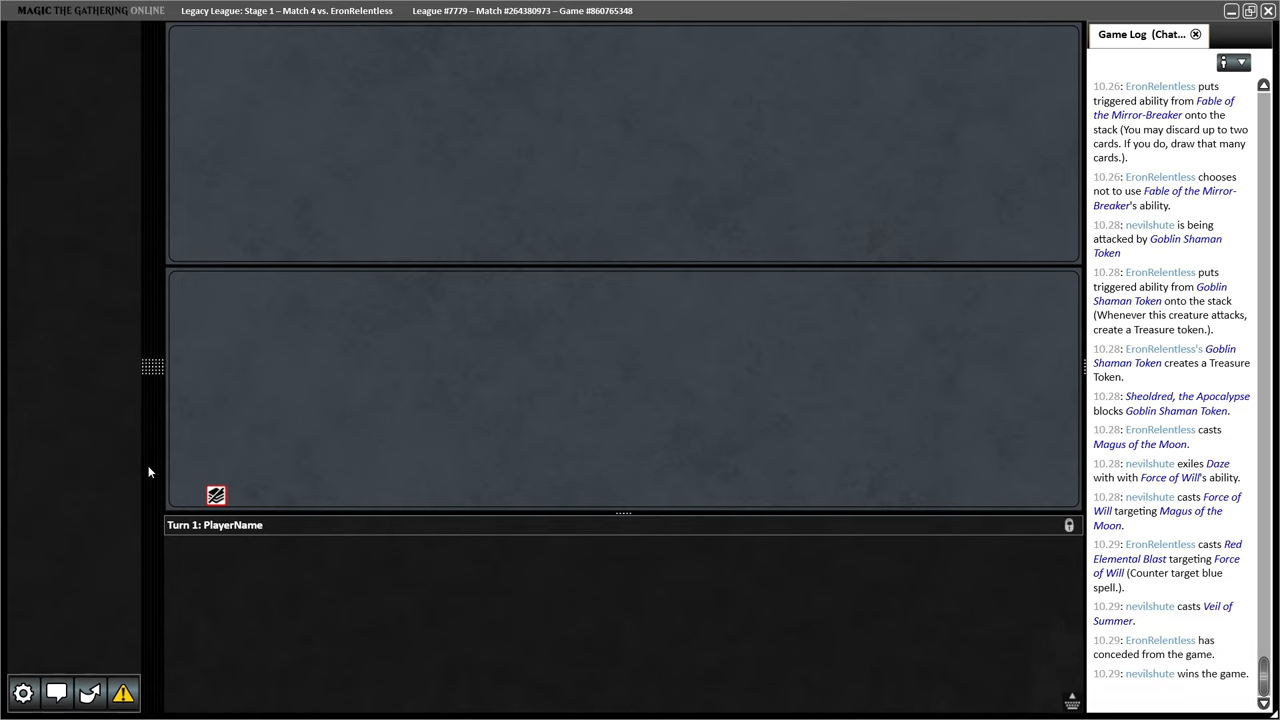 MAGIC THE GATHERING ONLINE
Legacy League: Stage 1 – Match 4 vs. EronRelentless
League #7779 – Match #264380973 – Game #860765348
Game Log  (Chat...
10.26: EronRelentless puts
triggered ability from Fable of
the Mirror-Breaker onto the
stack (You may discard up to two
cards. If you do, draw that many
cards.).
10.26: EronRelentless chooses
not to use Fable of the Mirror-
Breaker's ability.
10.28: nevilshute is being
attacked by Goblin Shaman
Token
10.28: EronRelentless puts
triggered ability from Goblin
Shaman Token onto the stack
(Whenever this creature attacks,
create a Treasure token.).
10.28: EronRelentless's Goblin
Shaman Token creates a Treasure
Token.
10.28: Sheoldred, the Apocalypse
blocks Goblin Shaman Token.
10.28: EronRelentless casts
Magus of the Moon.
10.28: nevilshute exiles Daze
with with Force of Will's ability.
10.28: nevilshute casts Force of
Will targeting Magus of the
Moon.
10.29: EronRelentless casts Red
Elemental Blast targeting Force
of Will (Counter target blue
spell.).
10.29: nevilshute casts Veil of
Summer.
10.29: EronRelentless has
conceded from the game.
10.29: nevilshute wins the game.
Turn 1: PlayerName